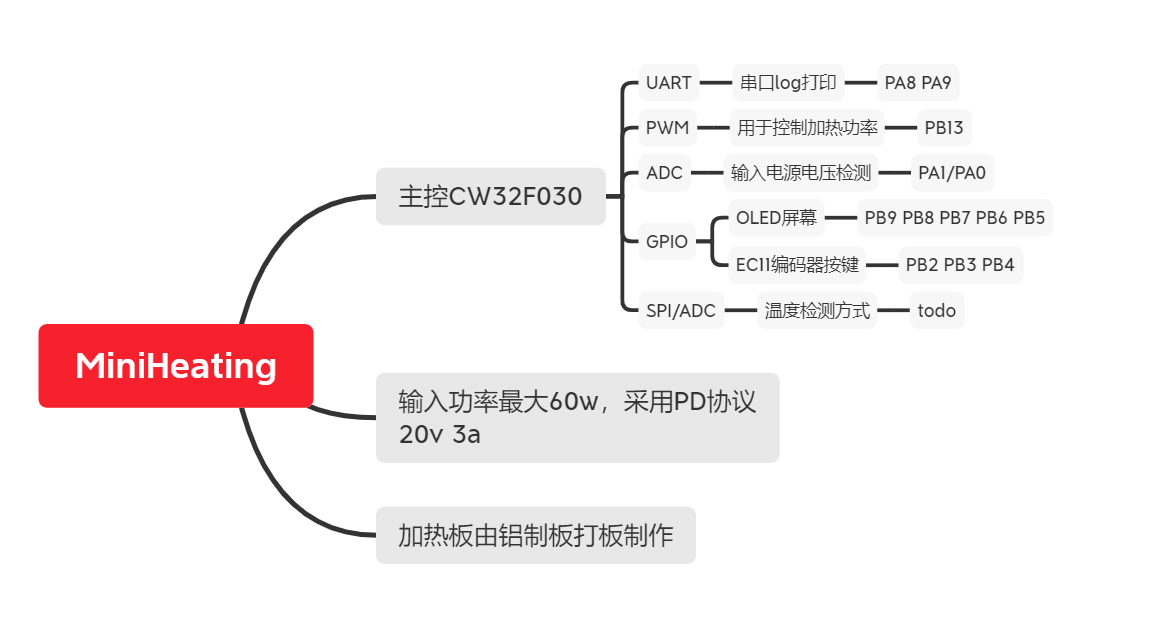 MiniHeating
主控CW32F030
UART
串口log打印
PA8 PA9
PWM
用于控制加热功率
PB13
ADC
输入电源电压检测
PA1/PA0
GPIO
OLED屏幕
PB9 PB8 PB7 PB6 PB5
EC11编码器按键
PB2 PB3 PB4
SPI/ADC
温度检测方式
todo
输入功率最大60w，采用PD协议
20v 3a
加热板由铝制板打板制作